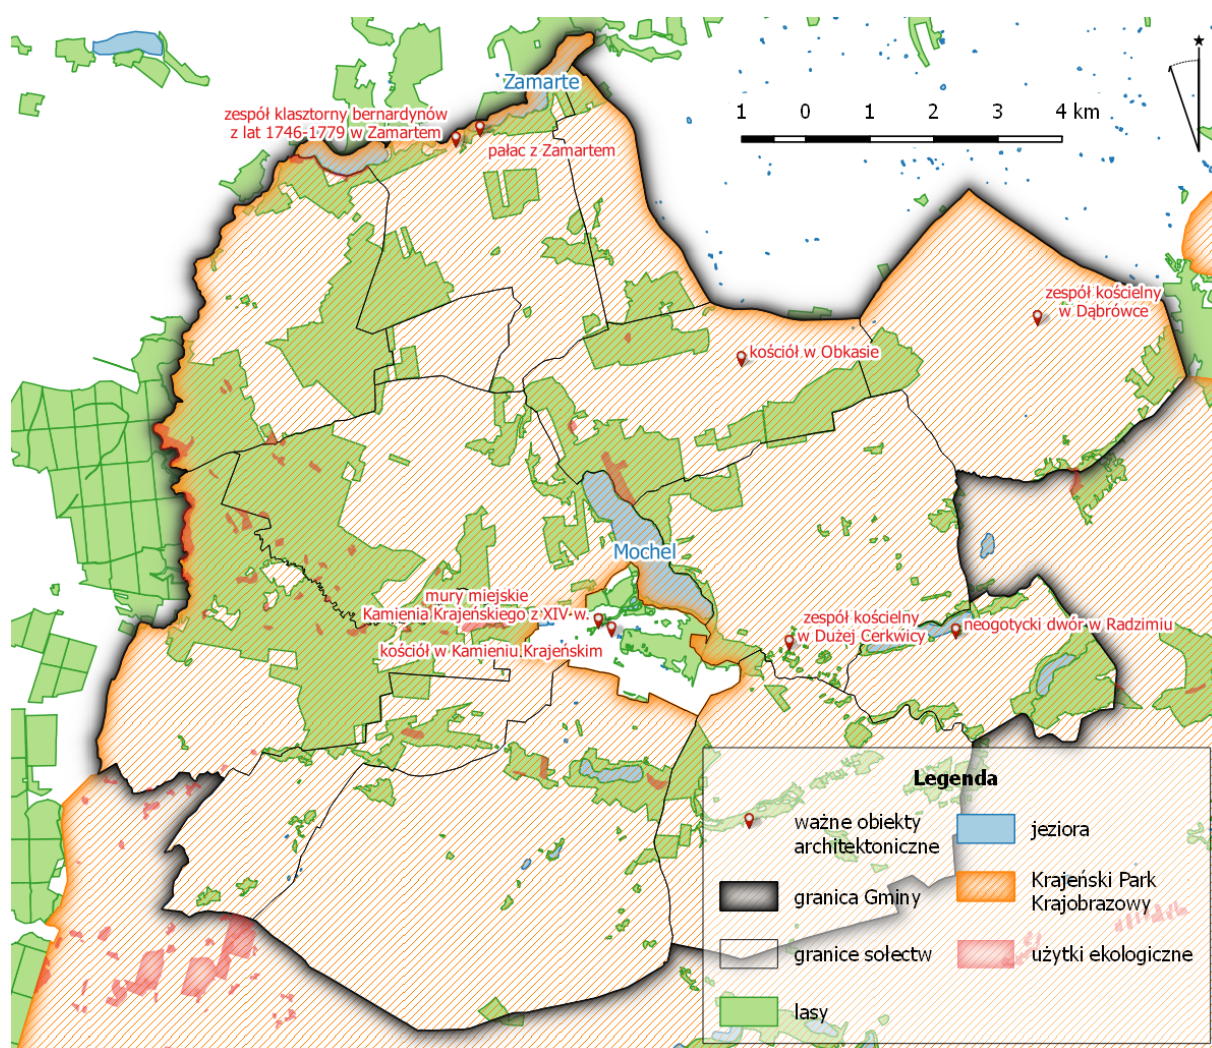 Zamarte
zespół klasztorny bernardynów
z lat 1746-1779 w Zamartem
pałac z Zamartem
1 0 1 2 3 4 km
zespół kościelny
w Dąbrówce
kościół w Obkasie
Mochel
mury miejskie
Kamienia Krajeńskiego z XIV w.
kościół w Kamieniu Krajeńskim
zespół kościelny
w Dużej Cerkwicy
neogotycki dwór w Radzimiu
Legenda
ważne obiekty
architektoniczne
granica Gminy
granice sołectw
lasy
jeziora
Krajeński Park
Krajobrazowy
użytki ekologiczne